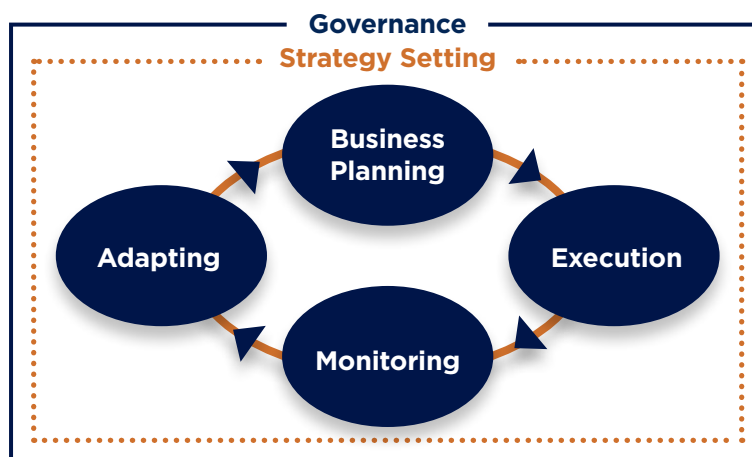 Governance
Strategy Setting
Business
Planning
Adapting
Execution
Monitoring